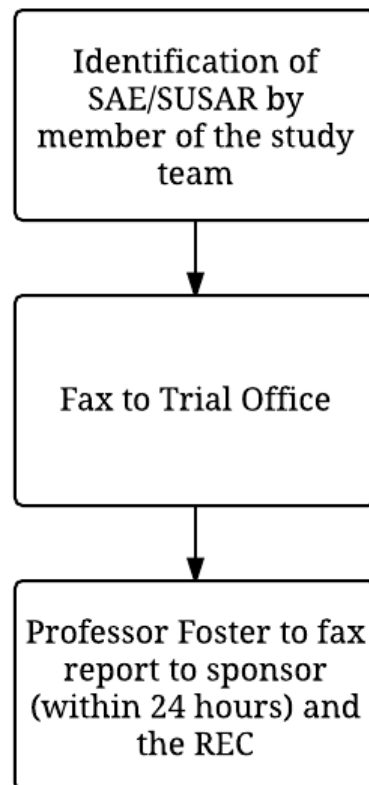 Identification of
SAE/SUSAR by
member of the study
team
Fax to Trial Office
Professor Foster to fax
report to sponsor
(within 24 hours) and
the REC